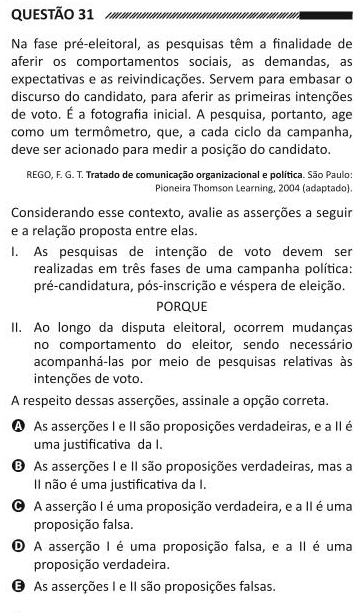 QUESTÃO 31
Na fase pré-eleitoral, as pesquisas têm a finalidade de
aferir os comportamentos sociais, as demandas, as
expectativas e as reivindicações. Servem para embasar o
discurso do candidato, para aferir as primeiras intenções
de voto. É a fotografia inicial. A pesquisa, portanto, age
como um termômetro, que, a cada ciclo da campanha,
deve ser acionado para medir a posição do candidato.
REGO, F. G. T. Tratado de comunicação organizacional e política. São Paulo:
Pioneira Thomson Learning, 2004 (adaptado).
Considerando esse contexto, avalie as asserções a seguir
e a relação proposta entre elas.
I. As pesquisas de intenção de voto devem ser
realizadas em três fases de uma campanha política:
pré-candidatura, pós-inscrição e véspera de eleição.
PORQUE
II. Ao longo da disputa eleitoral, ocorrem mudanças
no comportamento do eleitor, sendo necessário
acompanhá-las por meio de pesquisas relativas às
intenções de voto.
A respeito dessas asserções, assinale a opção correta.
A As asserções I e II são proposições verdadeiras, e a II é
uma justificativa da I.
B As asserções I e II são proposições verdadeiras, mas a
II não é uma justificativa da I.
C A asserção I é uma proposição verdadeira, e a II é uma
proposição falsa.
D A asserção I é uma proposição falsa, e a II é uma
proposição verdadeira.
E As asserções I e II são proposições falsas.